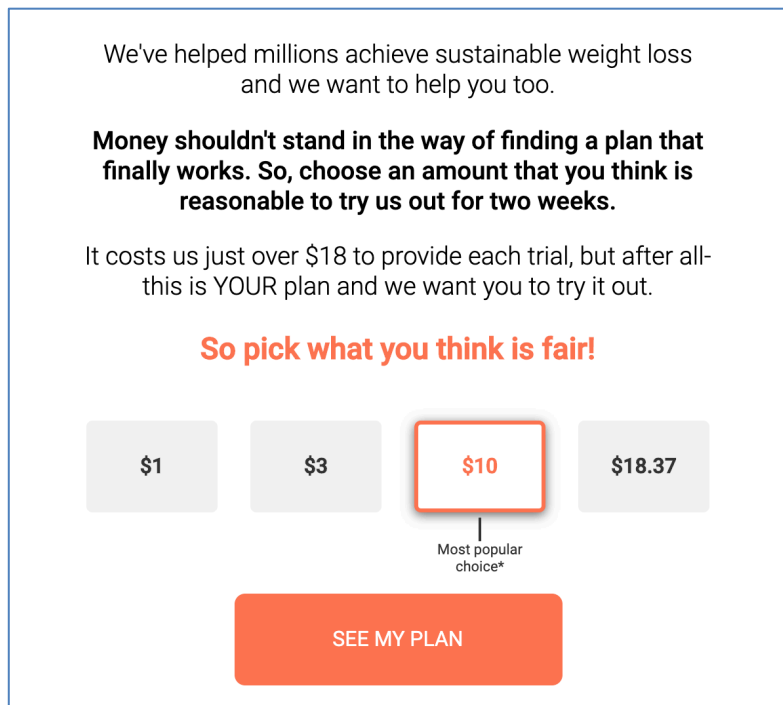 We've helped millions achieve sustainable weight loss
and we want to help you too.
Money shouldn't stand in the way of finding a plan that
finally works. So, choose an amount that you think is
reasonable to try us out for two weeks.
It costs us just over $18 to provide each trial, but after all-
this is YOUR plan and we want you to try it out.
So pick what you think is fair!
$1 $3 $10 $18.37
Most popular
choice*
SEE MY PLAN